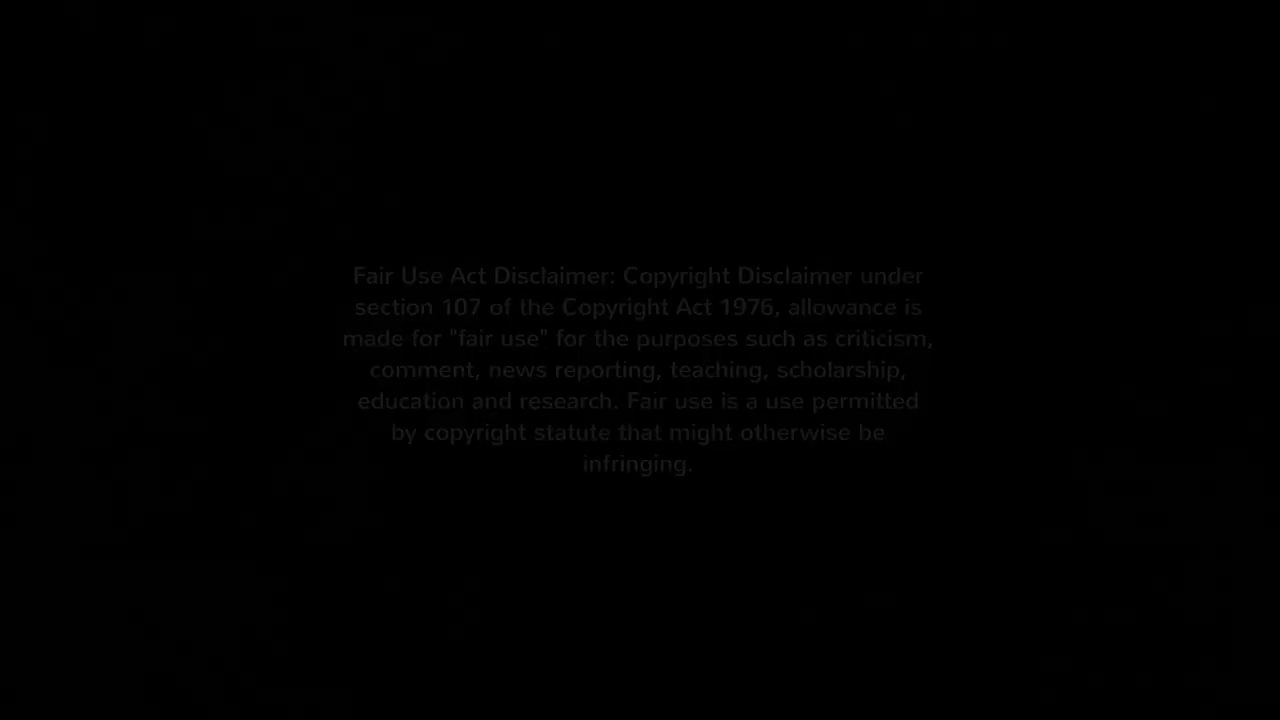 Fair Use Act Disclaimer: Copyright Disclaimer under
section 107 of the Copyright Act 1976, allowance is
made for "fair use" for the purposes such as criticism,
comment, news reporting, teaching, scholarship,
education and research. Fair use is a use permitted
by copyright statute that might otherwise be
infringing.